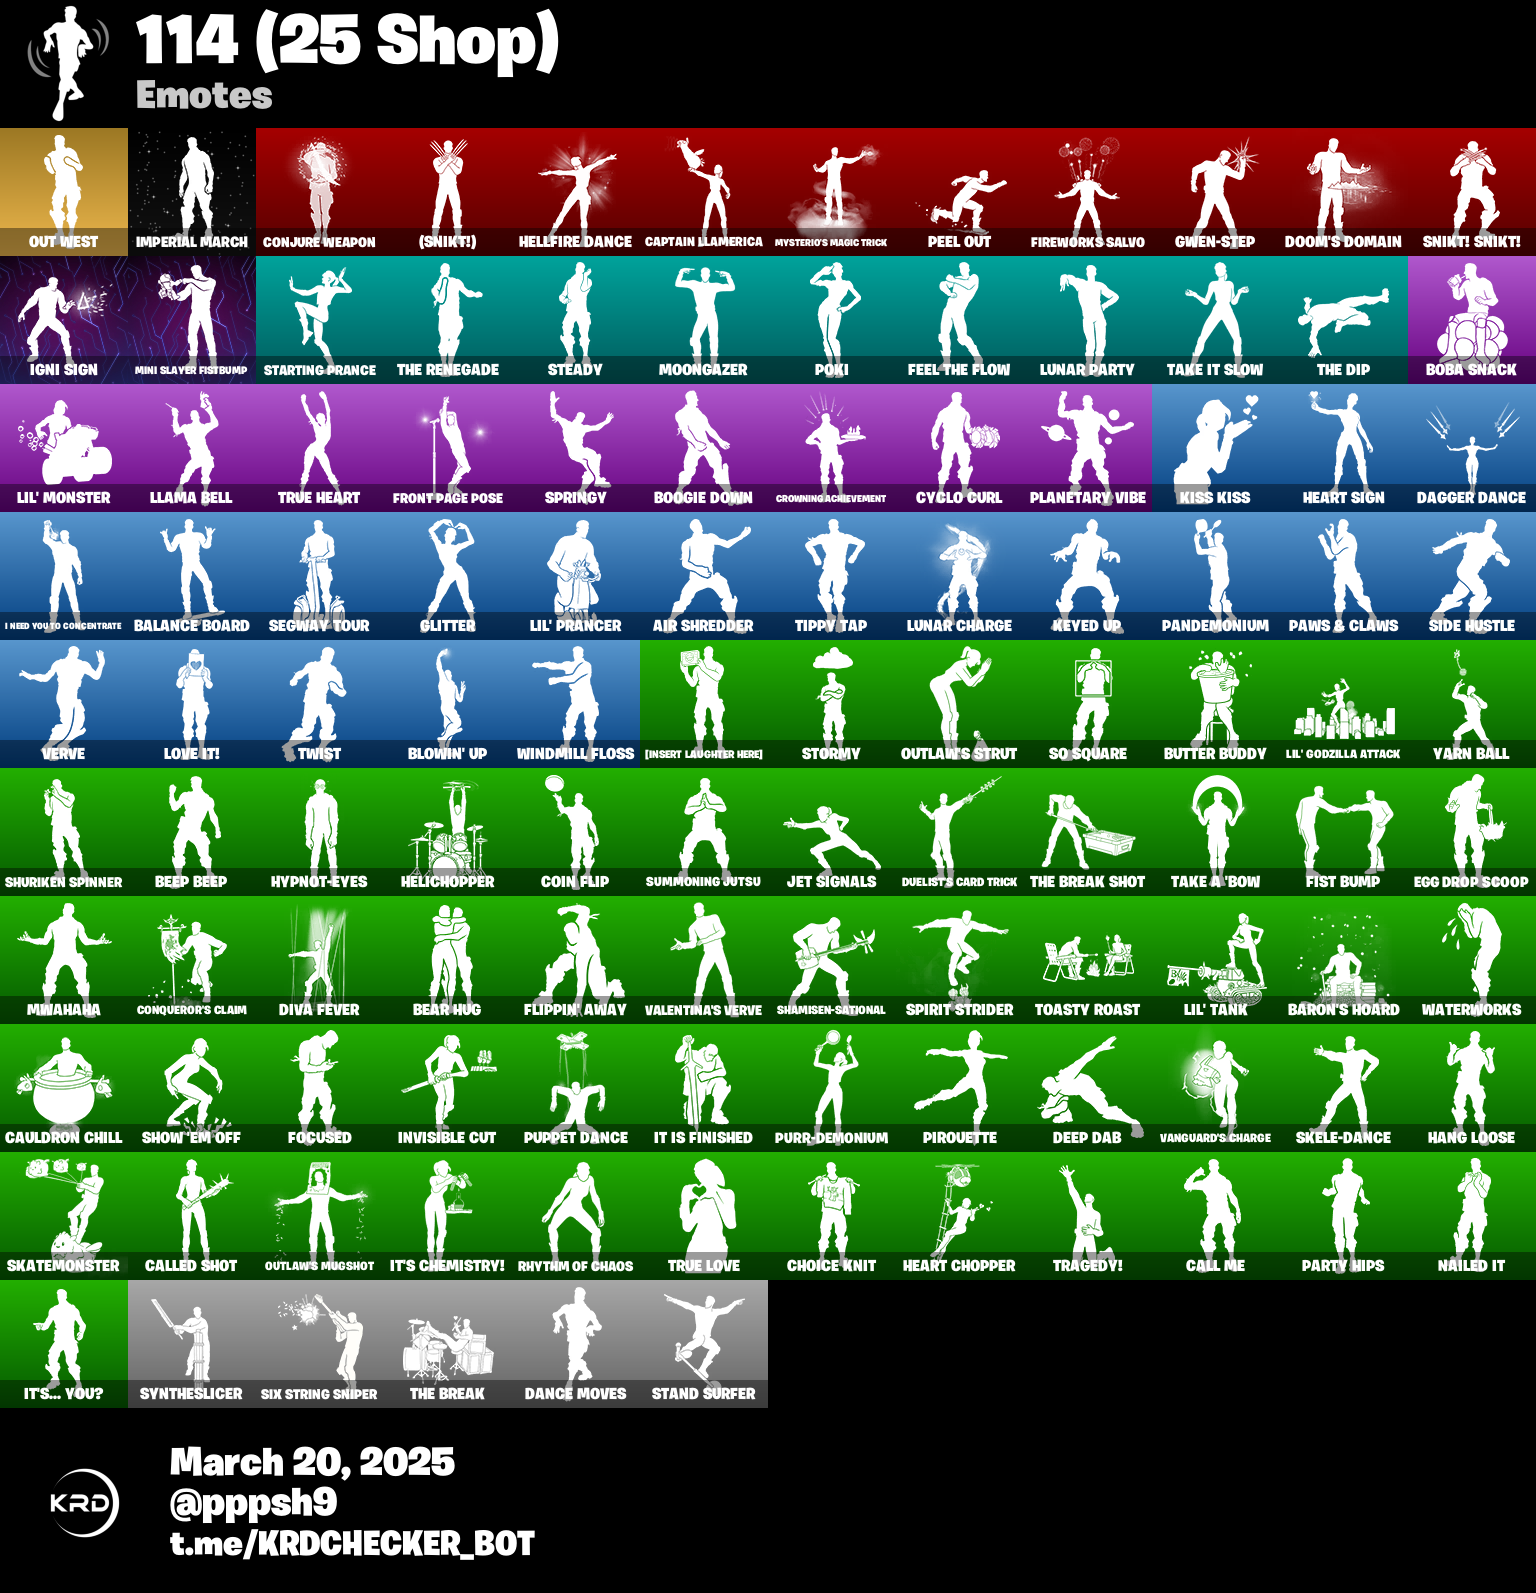 114 (25 Shop)
Emotes
OUT WEST
IMPERIAL MARCH
CONJURE WEAPON
(SNIKT!)
HELLFIRE DANCE
CAPTAIN LLAMERICA
MYSTERIO'S MAGIC TRICK
PEEL OUT
FIREWORKS SALVO
GWEN-STEP
DOOM'S DOMAIN
SNIKT! SNIKT!
IGNI SIGN
MINI SLAYER FISTBUMP
STARTING PRANCE
THE RENEGADE
STEADY
MOONGAZER
POKI
FEEL THE FLOW
LUNAR PARTY
TAKE IT SLOW
THE DIP
BOBA SNACK
LIL' MONSTER
LLAMA BELL
TRUE HEART
FRONT PAGE POSE
SPRINGY
BOOGIE DOWN
CROWNING ACHIEVEMENT
CYCLO CURL
PLANETARY VIBE
KISS KISS
HEART SIGN
DAGGER DANCE
I NEED YOU TO CONCENTRATE
BALANCE BOARD
SEGWAY TOUR
GLITTER
LIL' PRANCER
AIR SHREDDER
TIPPY TAP
LUNAR CHARGE
KEYED UP
PANDEMONIUM
PAWS & CLAWS
SIDE HUSTLE
VERVE
LOVE IT!
TWIST
BLOWIN' UP
WINDMILL FLOSS
[INSERT LAUGHTER HERE]
STORMY
OUTLAW'S STRUT
SO SQUARE
BUTTER BUDDY
LIL' GODZILLA ATTACK
YARN BALL
SHURIKEN SPINNER
BEEP BEEP
HYPNOT-EYES
HELICHOPPER
COIN FLIP
SUMMONING JUTSU
JET SIGNALS
DUELIST'S CARD TRICK
THE BREAK SHOT
TAKE A 'BOW
FIST BUMP
EGG DROP SCOOP
MWAHAHA
CONQUEROR'S CLAIM
DIVA FEVER
BEAR HUG
FLIPPIN' AWAY
VALENTINA'S VERVE
SHAMISEN-SATIONAL
SPIRIT STRIDER
TOASTY ROAST
LIL' TANK
BARON'S HOARD
WATERWORKS
CAULDRON CHILL
SHOW 'EM OFF
FOCUSED
INVISIBLE CUT
PUPPET DANCE
IT IS FINISHED
PURR-DEMONIUM
PIROUETTE
DEEP DAB
VANGUARD'S CHARGE
SKELE-DANCE
HANG LOOSE
SKATEMONSTER
CALLED SHOT
OUTLAW'S MUGSHOT
IT'S CHEMISTRY!
RHYTHM OF CHAOS
TRUE LOVE
CHOICE KNIT
HEART CHOPPER
TRAGEDY!
CALL ME
PARTY HIPS
NAILED IT
IT'S... YOU?
SYNTHESLICER
SIX STRING SNIPER
THE BREAK
DANCE MOVES
STAND SURFER
KRD
March 20, 2025
@pppsh9
t.me/KRDCHECKER_BOT